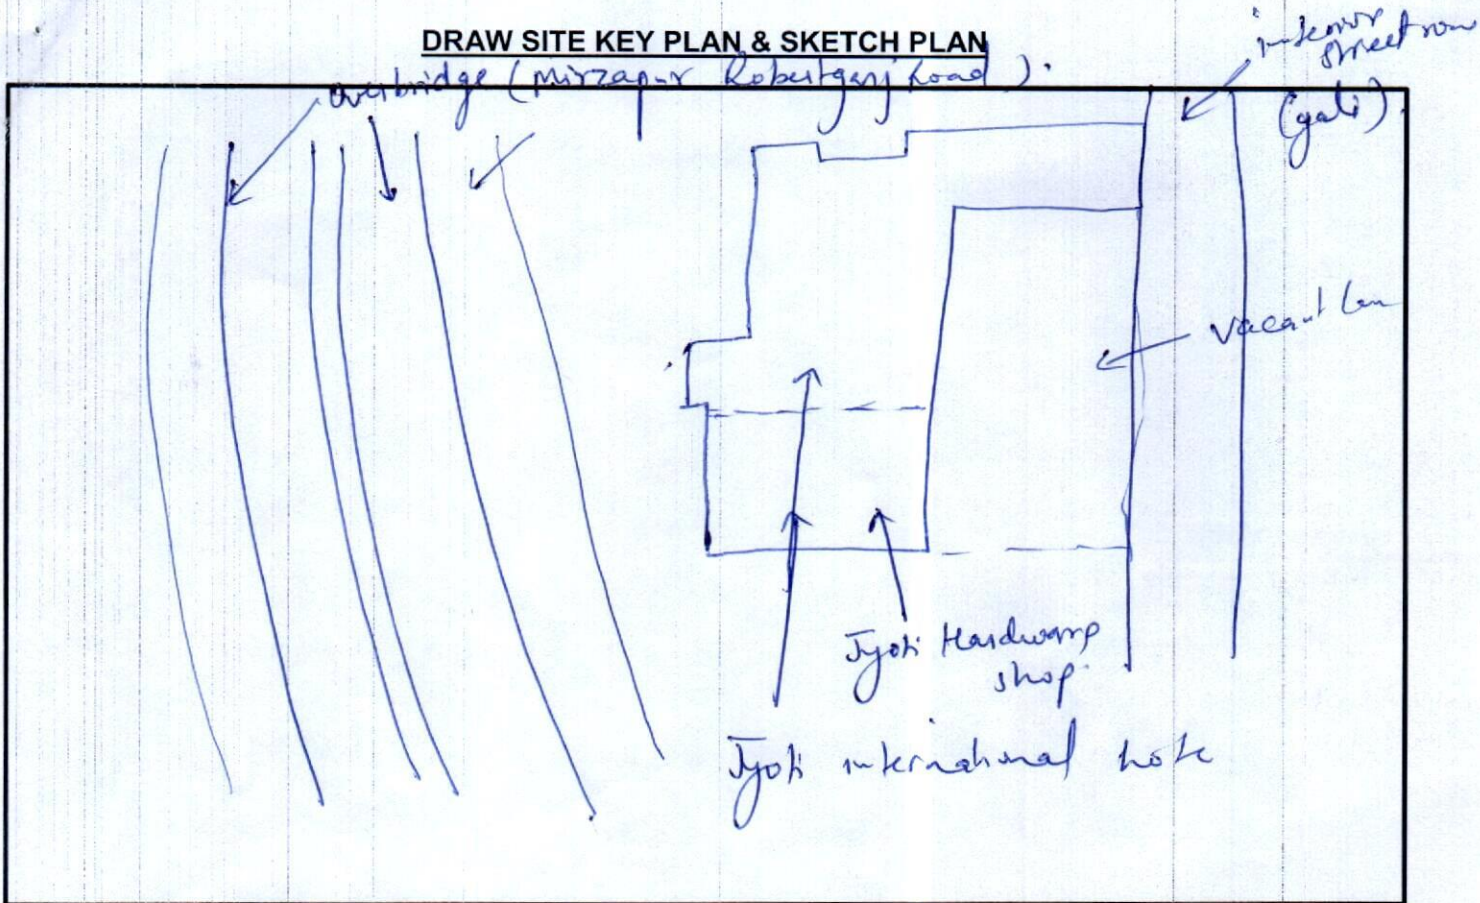 DRAW SITE KEY PLAN & SKETCH PLAN
overbridge (Mirzapur Robertganj Road).
interior
street road
(gali)
Vacant lan
Jyoti Hardware
shop
Jyoti international hote